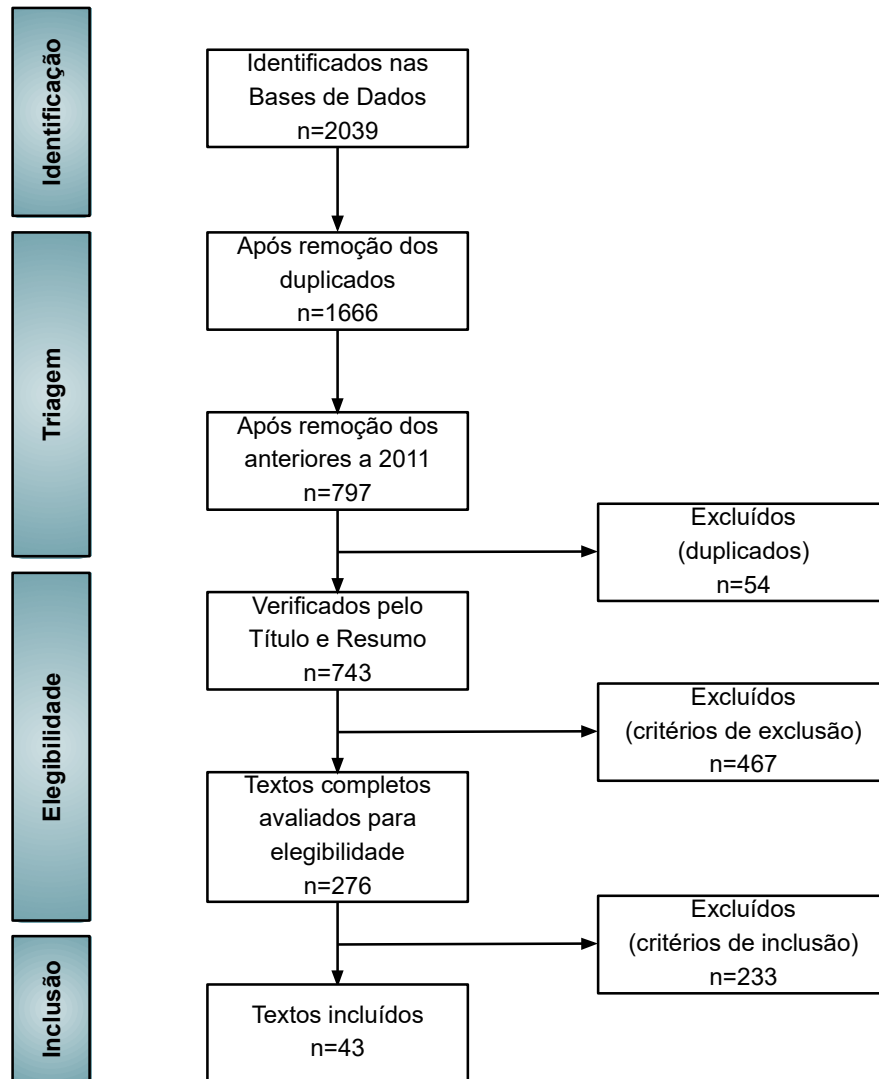 Identificação
Identificados nas
Bases de Dados
n=2039
Triagem
Após remoção dos
duplicados
n=1666
Após remoção dos
anteriores a 2011
n=797
Excluídos
(duplicados)
n=54
Elegibilidade
Verificados pelo
Título e Resumo
n=743
Excluídos
(critérios de exclusão)
n=467
Textos completos
avaliados para
elegibilidade
n=276
Excluídos
(critérios de inclusão)
n=233
Inclusão
Textos incluídos
n=43